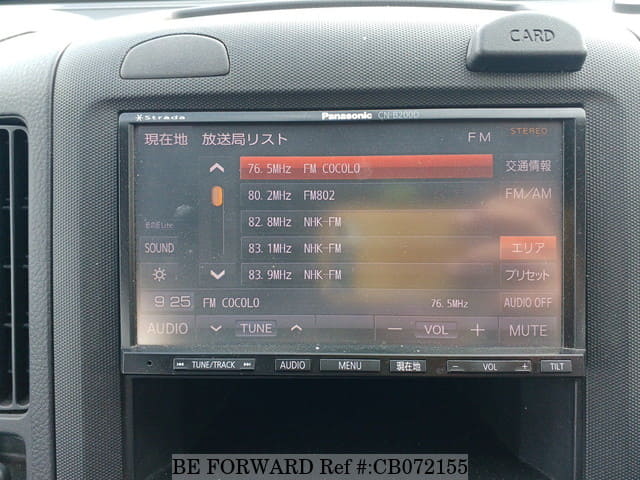 CARD
Strada Panasonic CN-B200D
現在地 放送局リスト FM STEREO
76.5MHz FM COCOLO 交通情報
80.2MHz FM802 FM/AM
82.8MHz NHK-FM
SOUND 83.1MHz NHK-FM エリア
83.9MHz NHK-FM プリセット
9:25 FM COCOLO 76.5MHz AUDIO OFF
AUDIO TUNE − VOL + MUTE
TUNE/TRACK AUDIO MENU 現在地 − VOL + TILT
BE FORWARD Ref #:CB072155